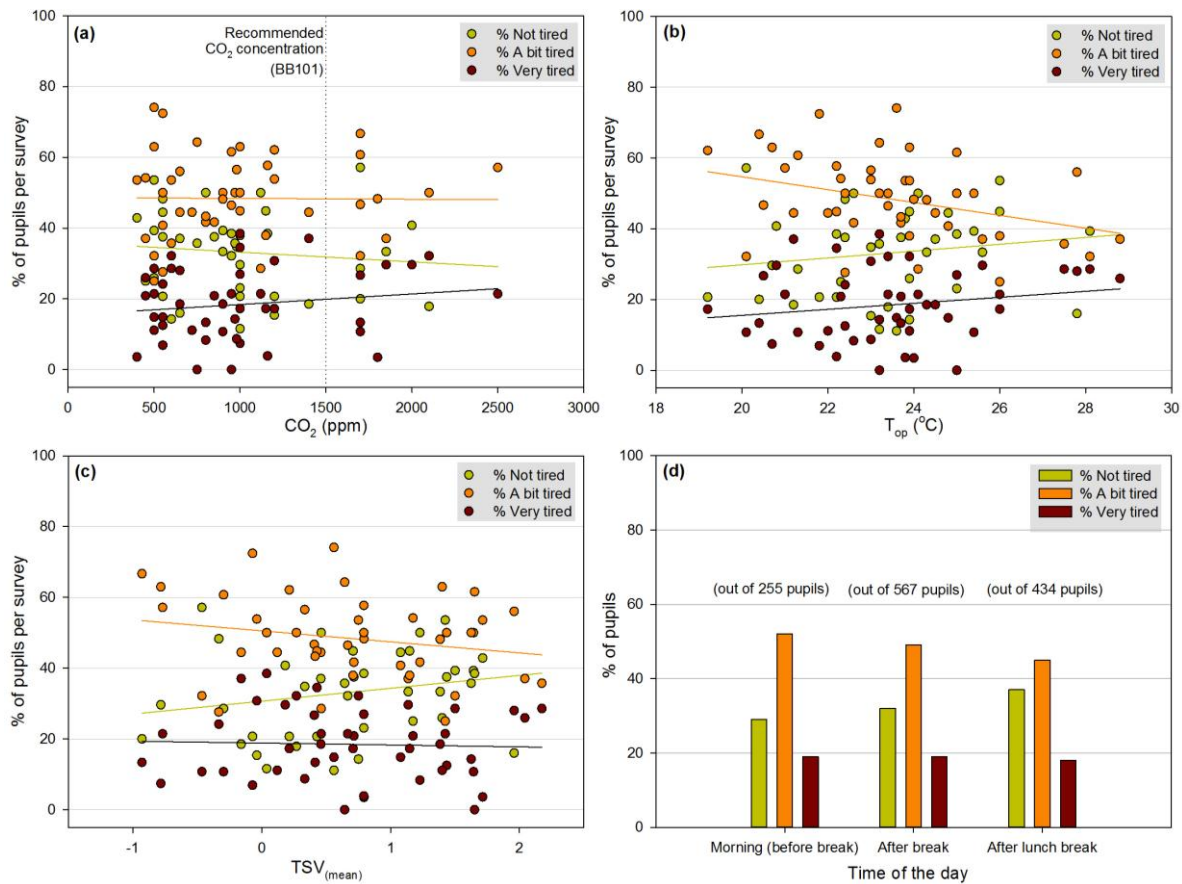 (a)
Recommended
CO2 concentration
(BB101)
% Not tired
% A bit tired
% Very tired
% of pupils per survey
100
80
60
40
20
0
0 500 1000 1500 2000 2500 3000
CO2 (ppm)
(b)
% Not tired
% A bit tired
% Very tired
% of pupils per survey
100
80
60
40
20
0
18 20 22 24 26 28 30
Top (°C)
(c)
% Not tired
% A bit tired
% Very tired
% of pupils per survey
100
80
60
40
20
0
-1 0 1 2
TSV(mean)
(d)
% Not tired
% A bit tired
% Very tired
% of pupils
100
80
60
40
20
0
(out of 255 pupils) (out of 567 pupils) (out of 434 pupils)
Morning (before break) After break After lunch break
Time of the day